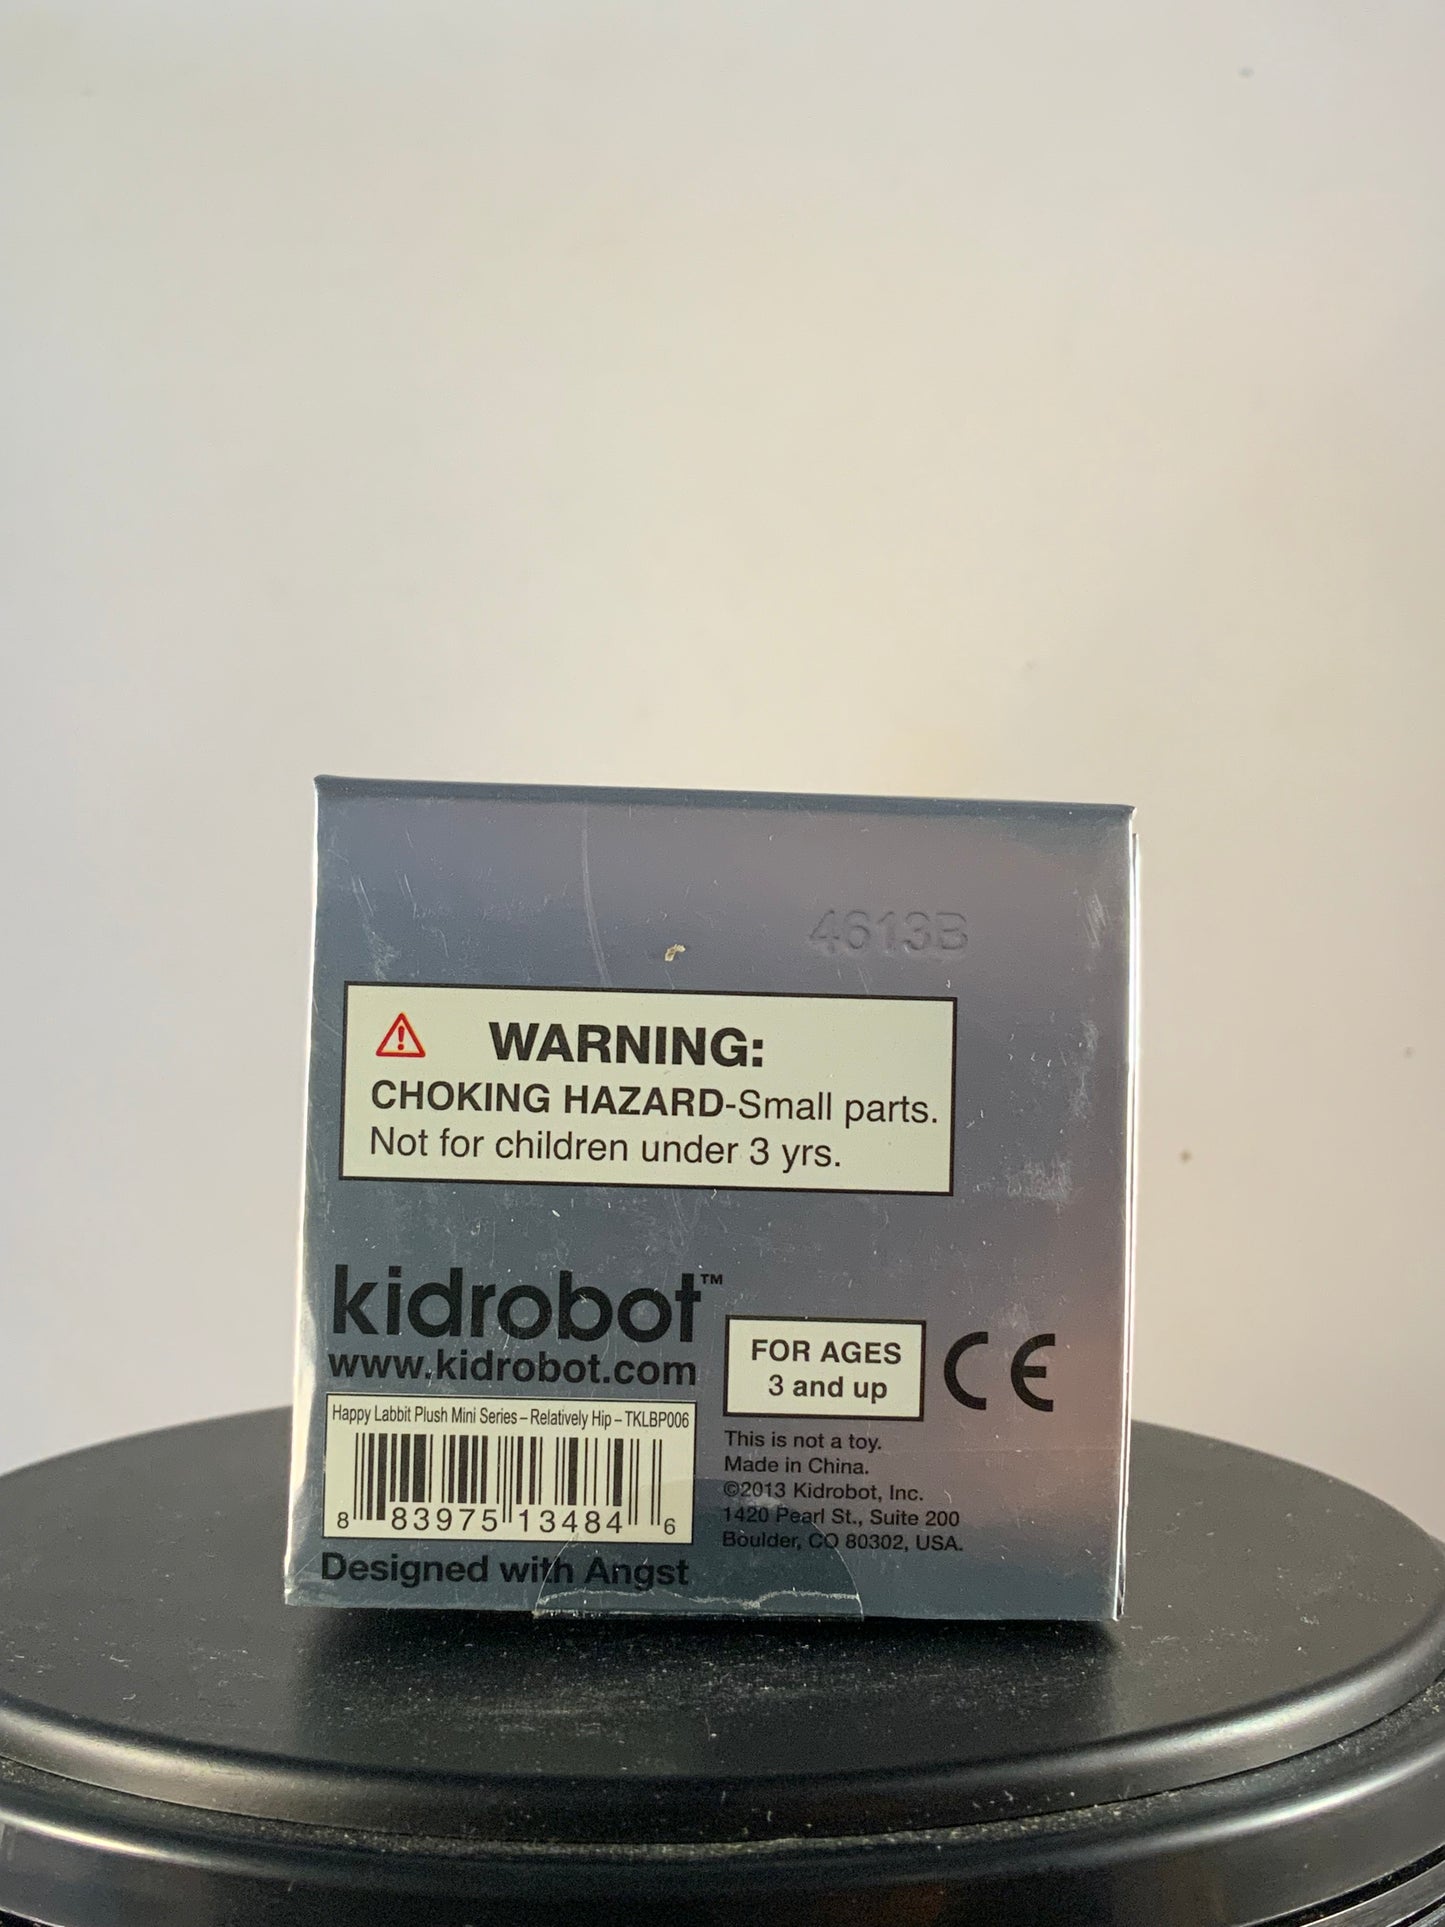 4613B
WARNING:
CHOKING HAZARD-Small parts.
Not for children under 3 yrs.
kidrobot™
www.kidrobot.com
Happy Labbit Plush Mini Series – Relatively Hip – TKLBP006
8 83975 13484 6
Designed with Angst
FOR AGES
3 and up
CE
This is not a toy.
Made in China.
©2013 Kidrobot, Inc.
1420 Pearl St., Suite 200
Boulder, CO 80302, USA.